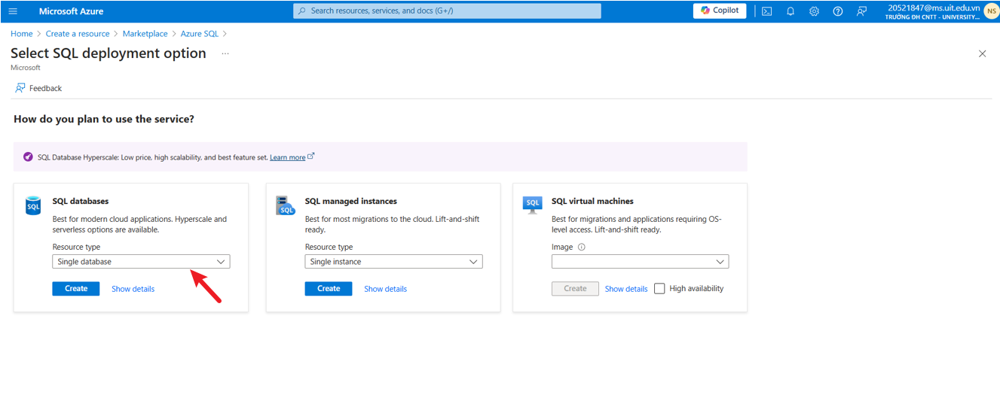 Microsoft Azure
Search resources, services, and docs (G+/)
Copilot
20521847@ms.uit.edu.vn
TRƯỜNG ĐH CNTT - UNIVERSITY...
NS
Home > Create a resource > Marketplace > Azure SQL >
Select SQL deployment option ...
Microsoft
Feedback
How do you plan to use the service?
SQL Database Hyperscale: Low price, high scalability, and best feature set. Learn more
SQL
SQL databases
Best for modern cloud applications. Hyperscale and
serverless options are available.
Resource type
Single database
Create Show details
SQL
SQL managed instances
Best for most migrations to the cloud. Lift-and-shift
ready.
Resource type
Single instance
Create Show details
SQL
SQL virtual machines
Best for migrations and applications requiring OS-
level access. Lift-and-shift ready.
Image
Create Show details High availability